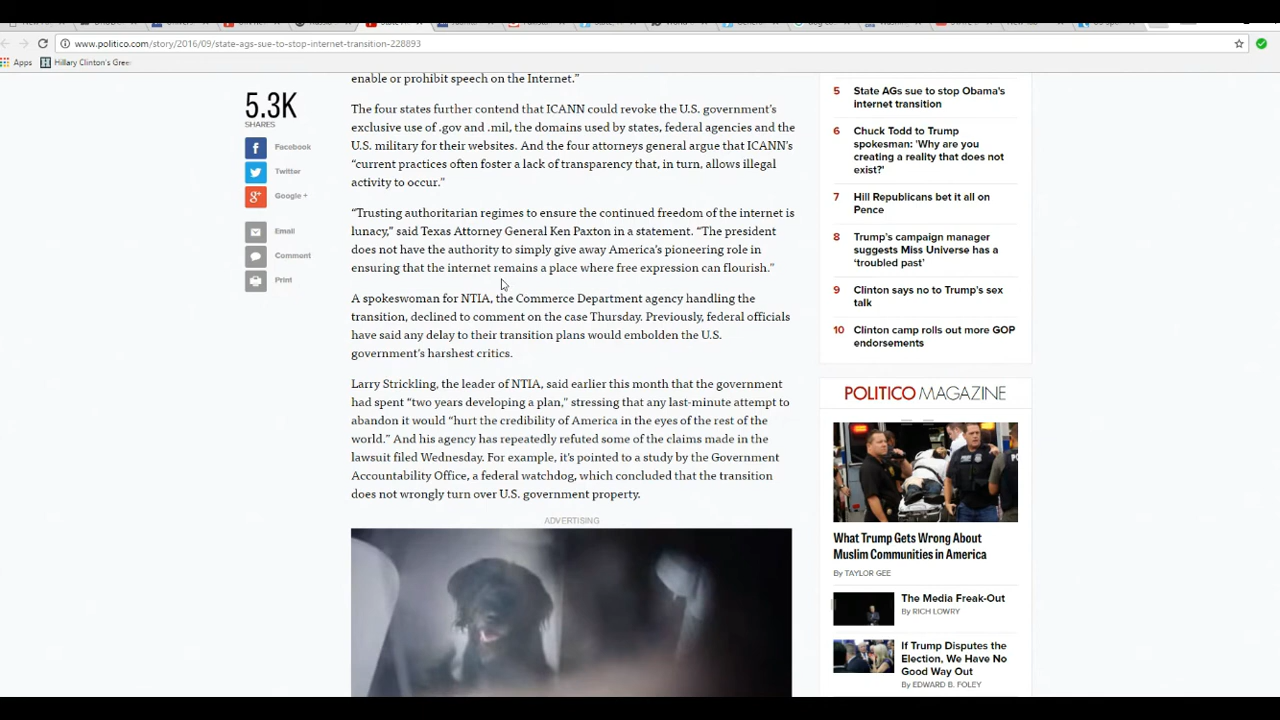 www.politico.com/story/2016/09/state-ags-sue-to-stop-internet-transition-228893
Apps
Hillary Clinton's Gree
enable or prohibit speech on the Internet.”
5.3K
SHARES
Facebook
Twitter
Google +
Email
Comment
Print
The four states further contend that ICANN could revoke the U.S. government’s
exclusive use of .gov and .mil, the domains used by states, federal agencies and the
U.S. military for their websites. And the four attorneys general argue that ICANN’s
“current practices often foster a lack of transparency that, in turn, allows illegal
activity to occur.”
“Trusting authoritarian regimes to ensure the continued freedom of the internet is
lunacy,” said Texas Attorney General Ken Paxton in a statement. “The president
does not have the authority to simply give away America’s pioneering role in
ensuring that the internet remains a place where free expression can flourish.”
A spokeswoman for NTIA, the Commerce Department agency handling the
transition, declined to comment on the case Thursday. Previously, federal officials
have said any delay to their transition plans would embolden the U.S.
government’s harshest critics.
Larry Strickling, the leader of NTIA, said earlier this month that the government
had spent “two years developing a plan,” stressing that any last-minute attempt to
abandon it would “hurt the credibility of America in the eyes of the rest of the
world.” And his agency has repeatedly refuted some of the claims made in the
lawsuit filed Wednesday. For example, it’s pointed to a study by the Government
Accountability Office, a federal watchdog, which concluded that the transition
does not wrongly turn over U.S. government property.
ADVERTISING
5 State AGs sue to stop Obama's
internet transition
6 Chuck Todd to Trump
spokesman: 'Why are you
creating a reality that does not
exist?'
7 Hill Republicans bet it all on
Pence
8 Trump’s campaign manager
suggests Miss Universe has a
‘troubled past’
9 Clinton says no to Trump’s sex
talk
10 Clinton camp rolls out more GOP
endorsements
POLITICO MAGAZINE
What Trump Gets Wrong About
Muslim Communities in America
By TAYLOR GEE
The Media Freak-Out
By RICH LOWRY
If Trump Disputes the
Election, We Have No
Good Way Out
By EDWARD B. FOLEY